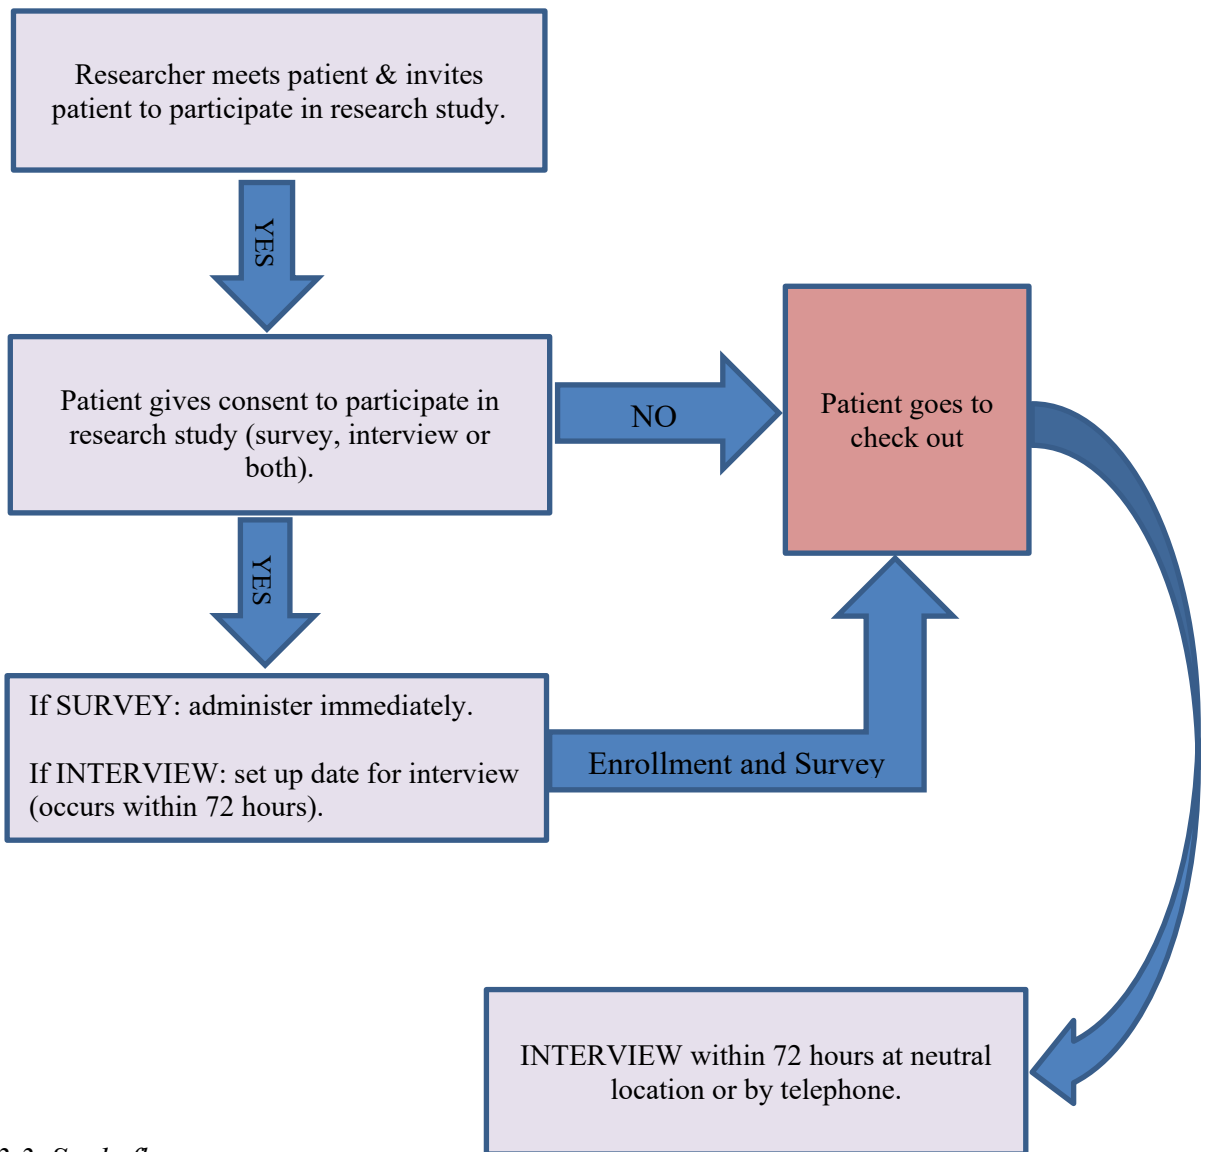 Researcher meets patient & invites
patient to participate in research study.
YES
Patient gives consent to participate in
research study (survey, interview or
both).
NO
Patient goes to
check out
YES
If SURVEY: administer immediately.
If INTERVIEW: set up date for interview
(occurs within 72 hours).
Enrollment and Survey
INTERVIEW within 72 hours at neutral
location or by telephone.